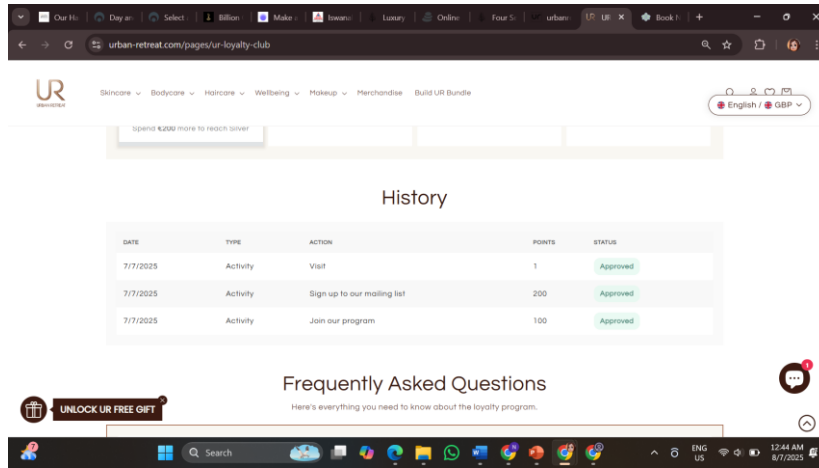 Our Ha
Day an
Select
Billion
Make a
Iswarya
Luxury
Online
Four Se
urban
UR
Book N
urban-retreat.com/pages/ur-loyalty-club
UR
URBAN RETREAT
Skincare
Bodycare
Haircare
Wellbeing
Makeup
Merchandise
Build UR Bundle
English / GBP
Spend €200 more to reach Silver
History
DATE TYPE ACTION POINTS STATUS
7/7/2025 Activity Visit 1 Approved
7/7/2025 Activity Sign up to our mailing list 200 Approved
7/7/2025 Activity Join our program 100 Approved
Frequently Asked Questions
Here's everything you need to know about the loyalty program.
UNLOCK UR FREE GIFT
1
7
Search
ENG
US
12:44 AM
8/7/2025